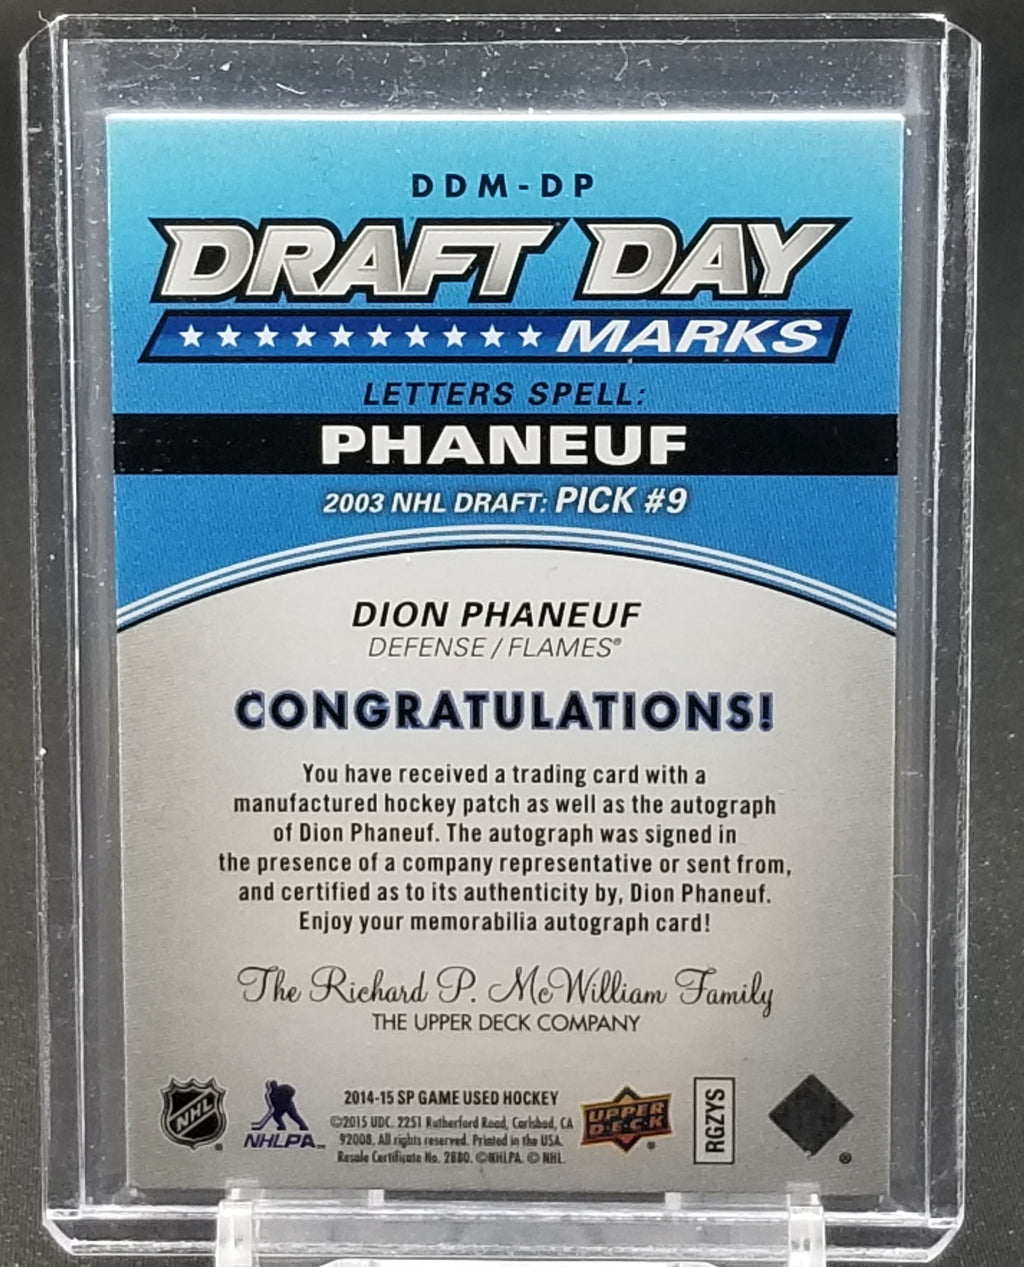 DDM-DP
DRAFT DAY
MARKS
LETTERS SPELL:
PHANEUF
2003 NHL DRAFT: PICK #9
DION PHANEUF
DEFENSE / FLAMES®
CONGRATULATIONS!
You have received a trading card with a
manufactured hockey patch as well as the autograph
of Dion Phaneuf. The autograph was signed in
the presence of a company representative or sent from,
and certified as to its authenticity by, Dion Phaneuf.
Enjoy your memorabilia autograph card!
The Richard P. McWilliam Family
THE UPPER DECK COMPANY
NHL
NHLPA
2014-15 SP GAME USED HOCKEY
©2015 UDC. 2251 Rutherford Road, Carlsbad, CA
92008. All rights reserved. Printed in the USA.
Resale Certificate No. 2880. ©NHLPA. © NHL.
UPPER
DECK
RGZYS